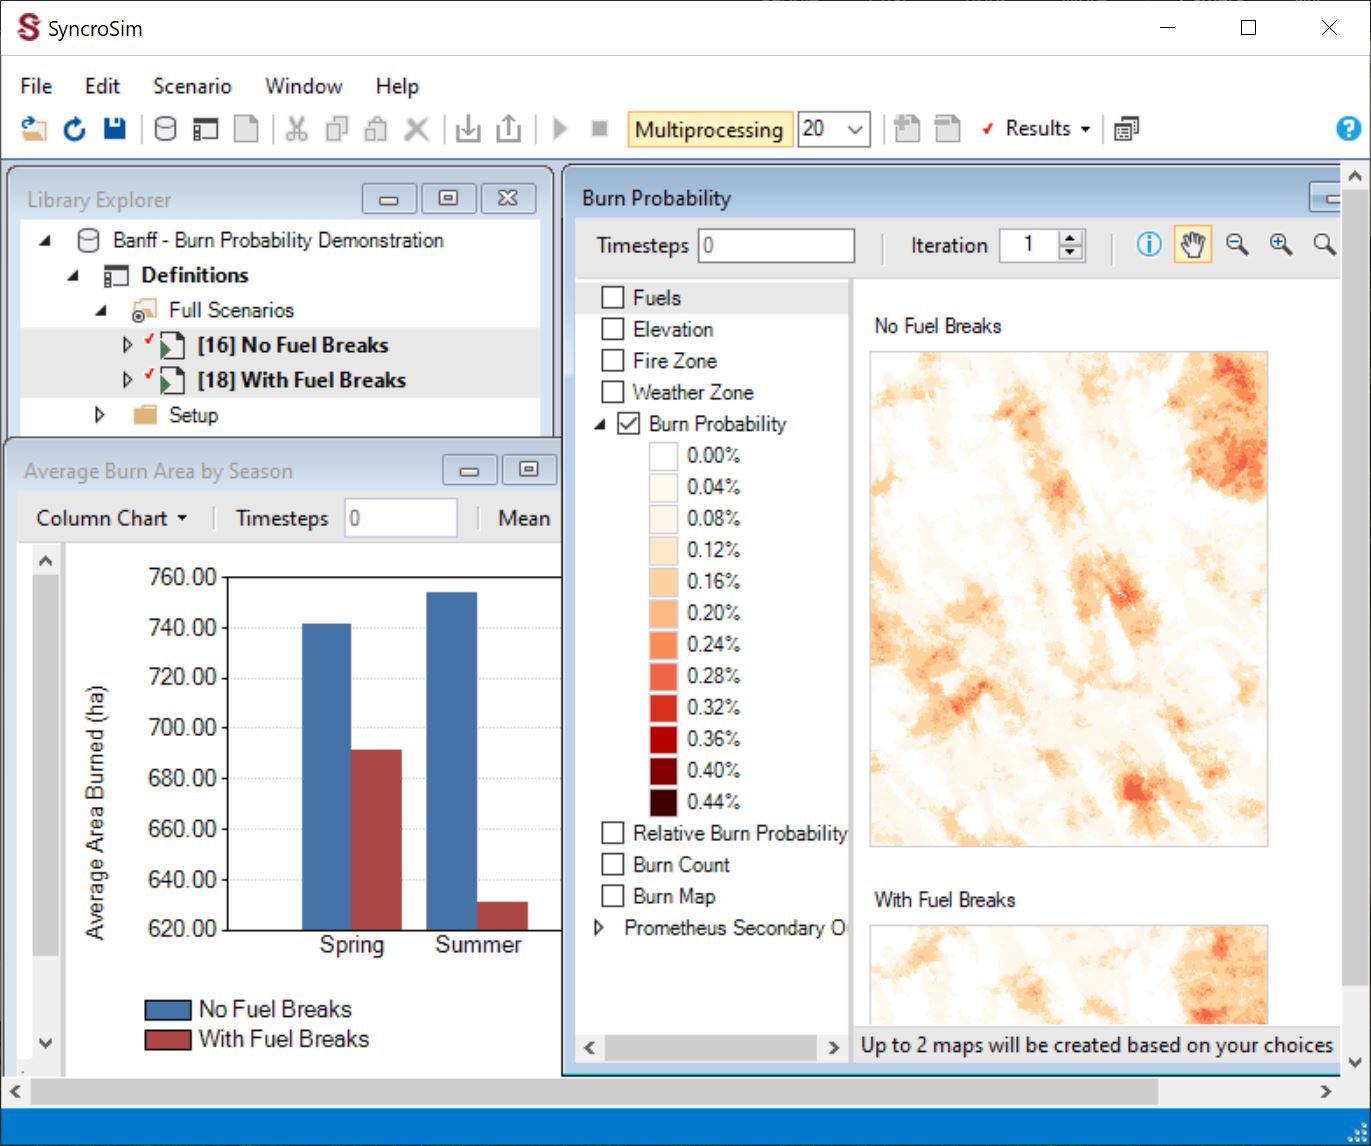 SyncroSim
File Edit Scenario Window Help
Multiprocessing 20 Results
Library Explorer
Banff - Burn Probability Demonstration
Definitions
Full Scenarios
[16] No Fuel Breaks
[18] With Fuel Breaks
Setup
Average Burn Area by Season
Column Chart Timesteps 0 Mean
760.00
740.00
720.00
700.00
680.00
660.00
640.00
620.00
Average Area Burned (ha)
Spring Summer
No Fuel Breaks
With Fuel Breaks
Burn Probability
Timesteps 0 Iteration 1
Fuels
Elevation
Fire Zone
Weather Zone
Burn Probability
0.00%
0.04%
0.08%
0.12%
0.16%
0.20%
0.24%
0.28%
0.32%
0.36%
0.40%
0.44%
Relative Burn Probability
Burn Count
Burn Map
Prometheus Secondary
No Fuel Breaks
With Fuel Breaks
Up to 2 maps will be created based on your choices